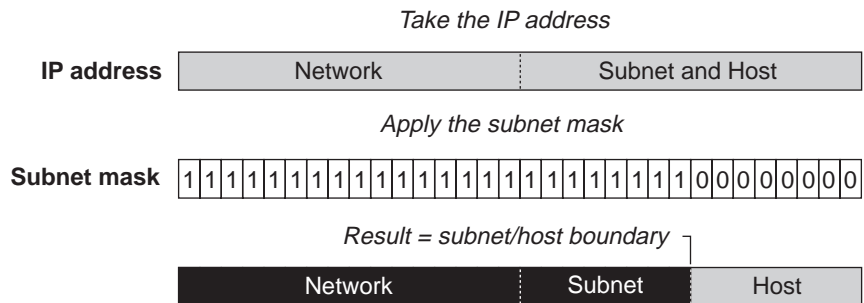 Take the IP address
IP address Network Subnet and Host
Apply the subnet mask
Subnet mask 1 1 1 1 1 1 1 1 1 1 1 1 1 1 1 1 1 1 1 1 1 1 1 1 0 0 0 0 0 0 0 0
Result = subnet/host boundary
Network Subnet Host